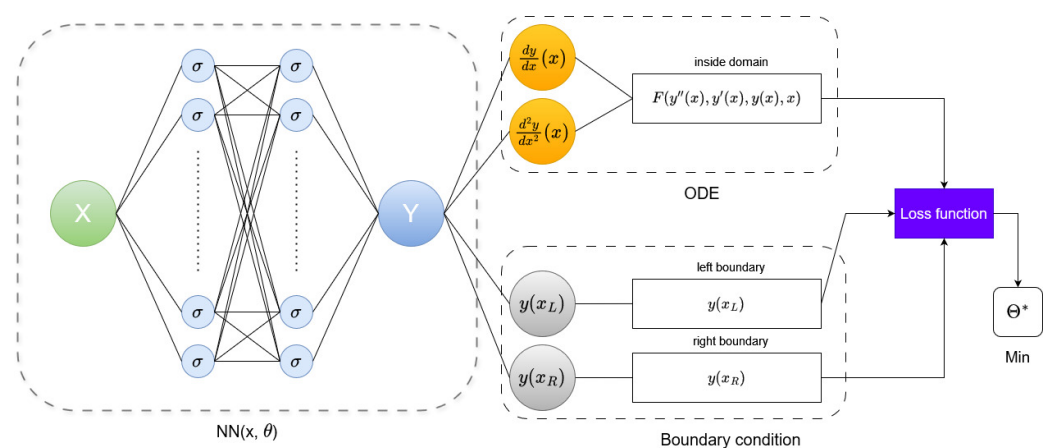 X
σ
σ
σ
σ
σ
σ
σ
σ
Y
NN(x, θ)
dy/dx (x)
d²y/dx² (x)
inside domain
F(y''(x), y'(x), y(x), x)
ODE
y(x_L)
left boundary
y(x_L)
y(x_R)
right boundary
y(x_R)
Boundary condition
Loss function
Θ*
Min